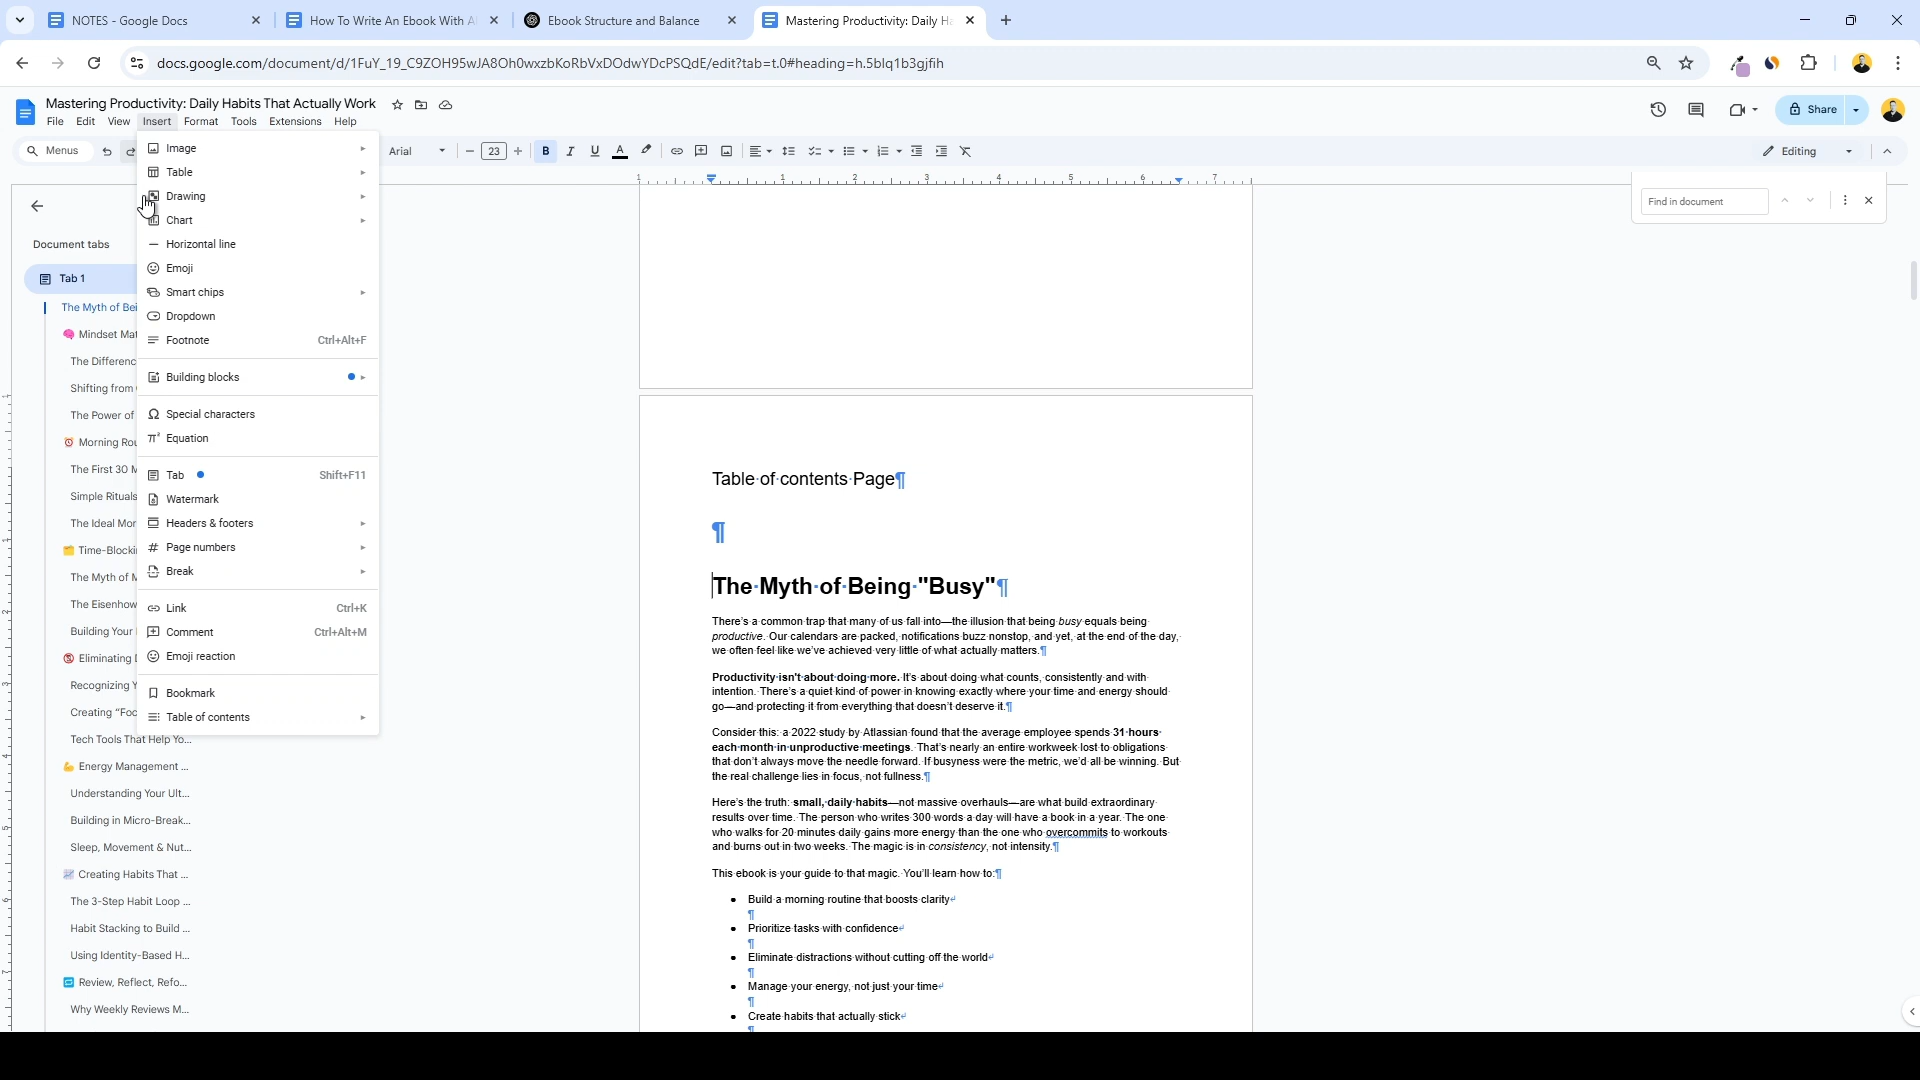 NOTES - Google Docs
How To Write An Ebook With A
Ebook Structure and Balance
Mastering Productivity: Daily Ha
docs.google.com/document/d/1FuY_19_C9ZOH95wJA8Oh0wxzbKoRbVxDOdwYDcPSQdE/edit?tab=t.0#heading=h.5blq1b3gjfih
Mastering Productivity: Daily Habits That Actually Work
File Edit View Insert Format Tools Extensions Help
Share
Menus
Arial
23
Editing
Image
Table
Drawing
Chart
Horizontal line
Emoji
Smart chips
Dropdown
Footnote Ctrl+Alt+F
Building blocks
Special characters
Equation
Tab Shift+F11
Watermark
Headers & footers
Page numbers
Break
Link Ctrl+K
Comment Ctrl+Alt+M
Emoji reaction
Bookmark
Table of contents
Document tabs
Tab 1
The Myth of Bei
🧠 Mindset Mat
The Differenc
Shifting from
The Power of
⏰ Morning Rou
The First 30 M
Simple Rituals
The Ideal Mor
🗂️ Time-Blocki
The Myth of M
The Eisenhow
Building Your
📵 Eliminating D
Recognizing Y
Creating “Foc
Tech Tools That Help Yo...
💪 Energy Management ...
Understanding Your Ult...
Building in Micro-Break...
Sleep, Movement & Nut...
📈 Creating Habits That ...
The 3-Step Habit Loop ...
Habit Stacking to Build ...
Using Identity-Based H...
🔁 Review, Reflect, Refo...
Why Weekly Reviews M...
1 1 2 3 4 5 6 7
1
1
2
3
4
5
6
7
Find in document
Table of contents Page¶
¶
The Myth of Being "Busy"¶
There’s a common trap that many of us fall into—the illusion that being busy equals being
productive. Our calendars are packed, notifications buzz nonstop, and yet, at the end of the day,
we often feel like we’ve achieved very little of what actually matters.¶
Productivity isn't about doing more. It’s about doing what counts, consistently and with
intention. There’s a quiet kind of power in knowing exactly where your time and energy should
go—and protecting it from everything that doesn’t deserve it.¶
Consider this: a 2022 study by Atlassian found that the average employee spends 31 hours
each month in unproductive meetings. That’s nearly an entire workweek lost to obligations
that don’t always move the needle forward. If busyness were the metric, we’d all be winning. But
the real challenge lies in focus, not fullness.¶
Here’s the truth: small, daily habits—not massive overhauls—are what build extraordinary
results over time. The person who writes 300 words a day will have a book in a year. The one
who walks for 20 minutes daily gains more energy than the one who overcommits to workouts
and burns out in two weeks. The magic is in consistency, not intensity.¶
This ebook is your guide to that magic. You’ll learn how to:¶
• Build a morning routine that boosts clarity↵
¶
• Prioritize tasks with confidence↵
¶
• Eliminate distractions without cutting off the world↵
¶
• Manage your energy, not just your time↵
¶
• Create habits that actually stick↵
¶